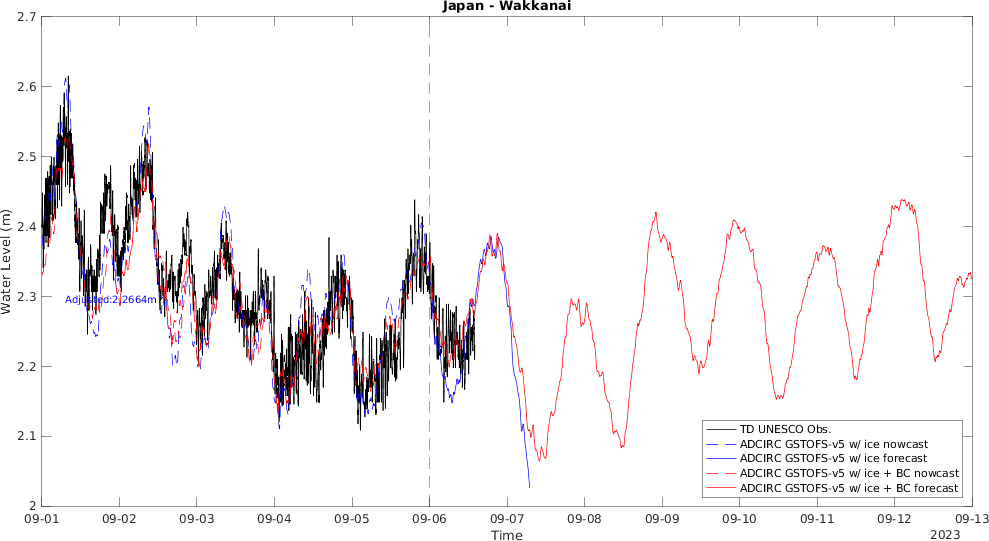 Japan - Wakkanai
2.7
2.6
2.5
2.4
2.3
2.2
2.1
2
Water Level (m)
Adjusted:2.2664m
TD UNESCO Obs.
ADCIRC GSTOFS-v5 w/ ice nowcast
ADCIRC GSTOFS-v5 w/ ice forecast
ADCIRC GSTOFS-v5 w/ ice + BC nowcast
ADCIRC GSTOFS-v5 w/ ice + BC forecast
09-01 09-02 09-03 09-04 09-05 09-06 09-07 09-08 09-09 09-10 09-11 09-12 09-13
Time
2023